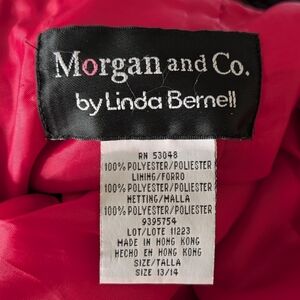 Morgan and Co.
by Linda Bernell
RN 53048
100% POLYESTER/POLIESTER
LINING/FORRO
100% POLYESTER/POLIESTER
NETTING/MALLA
100% POLYESTER/POLIESTER
9395754
LOT/LOTE 11223
MADE IN HONG KONG
HECHO EN HONG KONG
SIZE/TALLA
SIZE 13/14